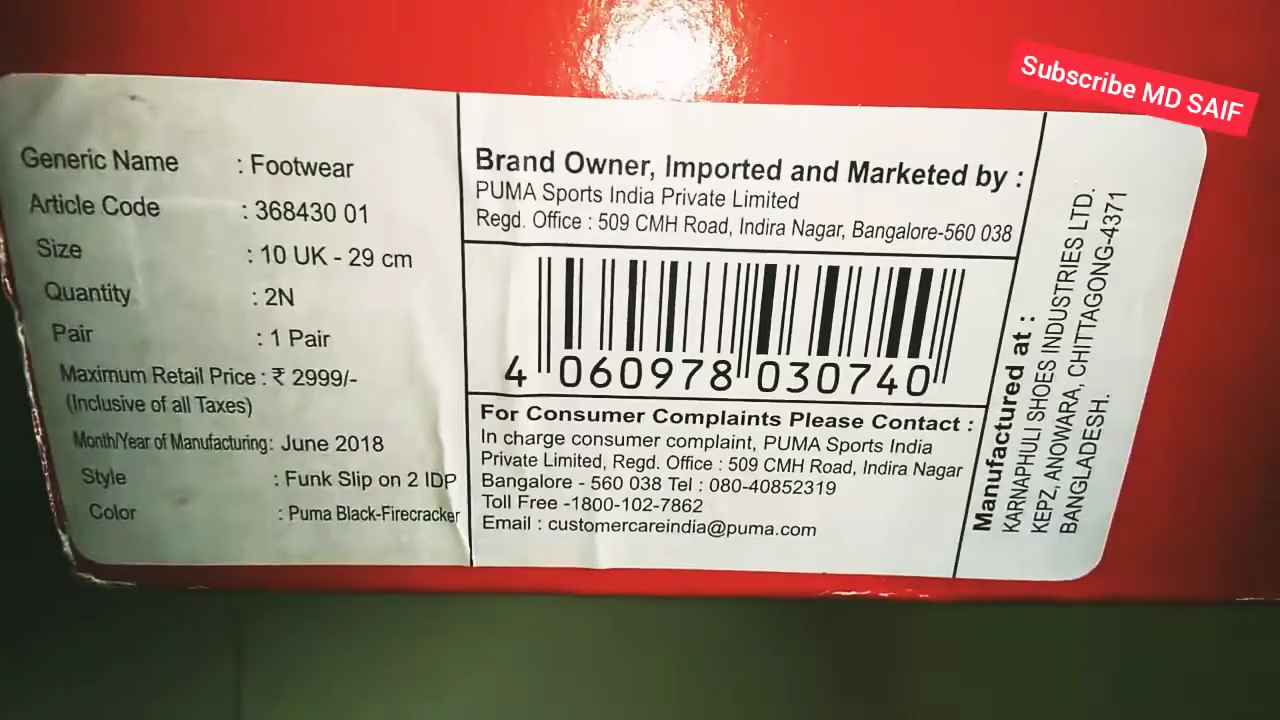 Subscribe MD SAIF
Generic Name : Footwear
Article Code : 368430 01
Size : 10 UK - 29 cm
Quantity : 2N
Pair : 1 Pair
Maximum Retail Price : ₹ 2999/-
(Inclusive of all Taxes)
Month/Year of Manufacturing: June 2018
Style : Funk Slip on 2 IDP
Color : Puma Black-Firecracker
Brand Owner, Imported and Marketed by :
PUMA Sports India Private Limited
Regd. Office : 509 CMH Road, Indira Nagar, Bangalore-560 038
4 060978 030740
For Consumer Complaints Please Contact :
In charge consumer complaint, PUMA Sports India
Private Limited, Regd. Office : 509 CMH Road, Indira Nagar
Bangalore - 560 038 Tel : 080-40852319
Toll Free -1800-102-7862
Email : customercareindia@puma.com
Manufactured at :
KARNAPHULI SHOES INDUSTRIES LTD.
KEPZ, ANOWARA, CHITTAGONG-4371
BANGLADESH.